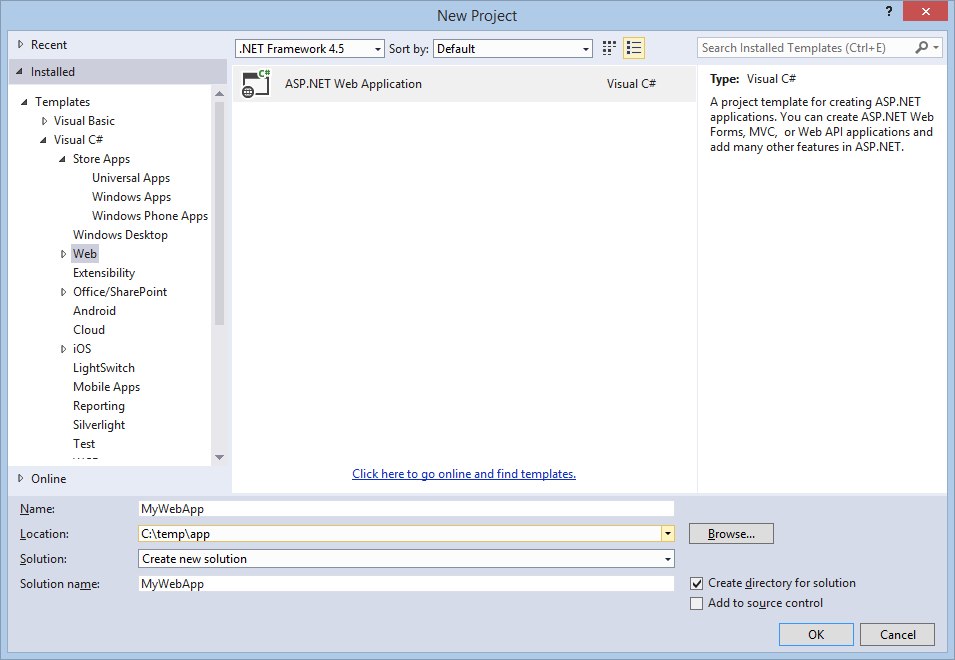 New Project
?
Recent
.NET Framework 4.5
Sort by:
Default
Search Installed Templates (Ctrl+E)
Installed
Templates
Visual Basic
Visual C#
Store Apps
Universal Apps
Windows Apps
Windows Phone Apps
Windows Desktop
Web
Extensibility
Office/SharePoint
Android
Cloud
iOS
LightSwitch
Mobile Apps
Reporting
Silverlight
Test
Online
C#
ASP.NET Web Application
Visual C#
Click here to go online and find templates.
Type: Visual C#
A project template for creating ASP.NET
applications. You can create ASP.NET Web
Forms, MVC, or Web API applications and
add many other features in ASP.NET.
Name:
MyWebApp
Location:
C:\temp\app
Browse...
Solution:
Create new solution
Solution name:
MyWebApp
Create directory for solution
Add to source control
OK
Cancel